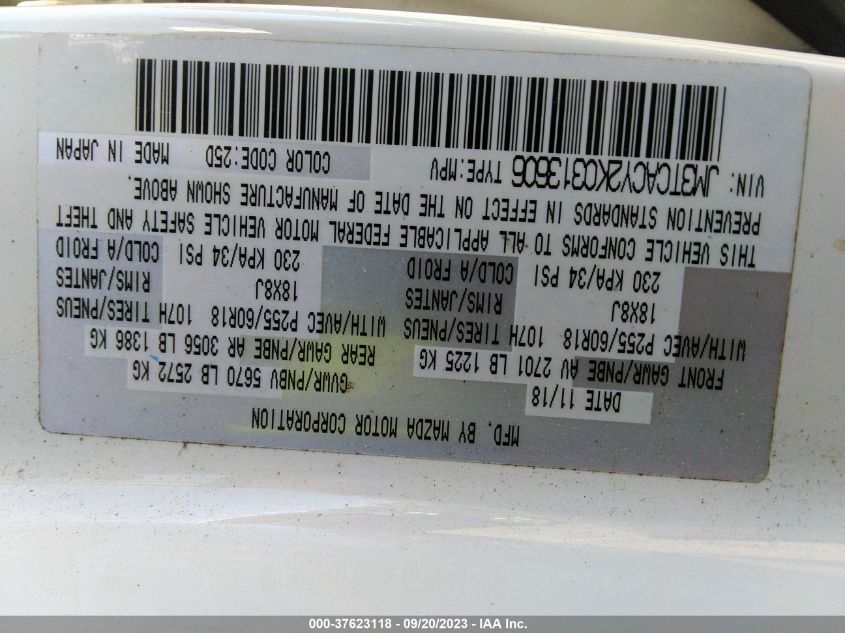 MFD. BY MAZDA MOTOR CORPORATION
DATE 11/18 GVWR/PNBV 5670 LB 2572 KG
FRONT GAWR/PNBE AV 2701 LB 1225 KG REAR GAWR/PNBE AR 3056 LB 1386 KG
WITH/AVEC P255/60R18 107H TIRES/PNEUS WITH/AVEC P255/60R18 107H TIRES/PNEUS
18X8J RIMS/JANTES 18X8J RIMS/JANTES
230 KPA/34 PSI COLD/A FROID 230 KPA/34 PSI COLD/A FROID
THIS VEHICLE CONFORMS TO ALL APPLICABLE FEDERAL MOTOR VEHICLE SAFETY AND THEFT
PREVENTION STANDARDS IN EFFECT ON THE DATE OF MANUFACTURE SHOWN ABOVE.
VIN: JM3TCACY2K0313606 TYPE:MPV COLOR CODE:25D MADE IN JAPAN
000-37623118 - 09/20/2023 - IAA Inc.